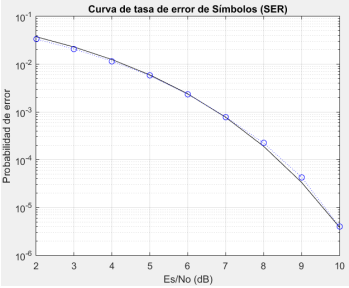 Curva de tasa de error de Símbolos (SER)
Probabilidad de error
10^-1
10^-2
10^-3
10^-4
10^-5
10^-6
2 3 4 5 6 7 8 9 10
Es/No (dB)